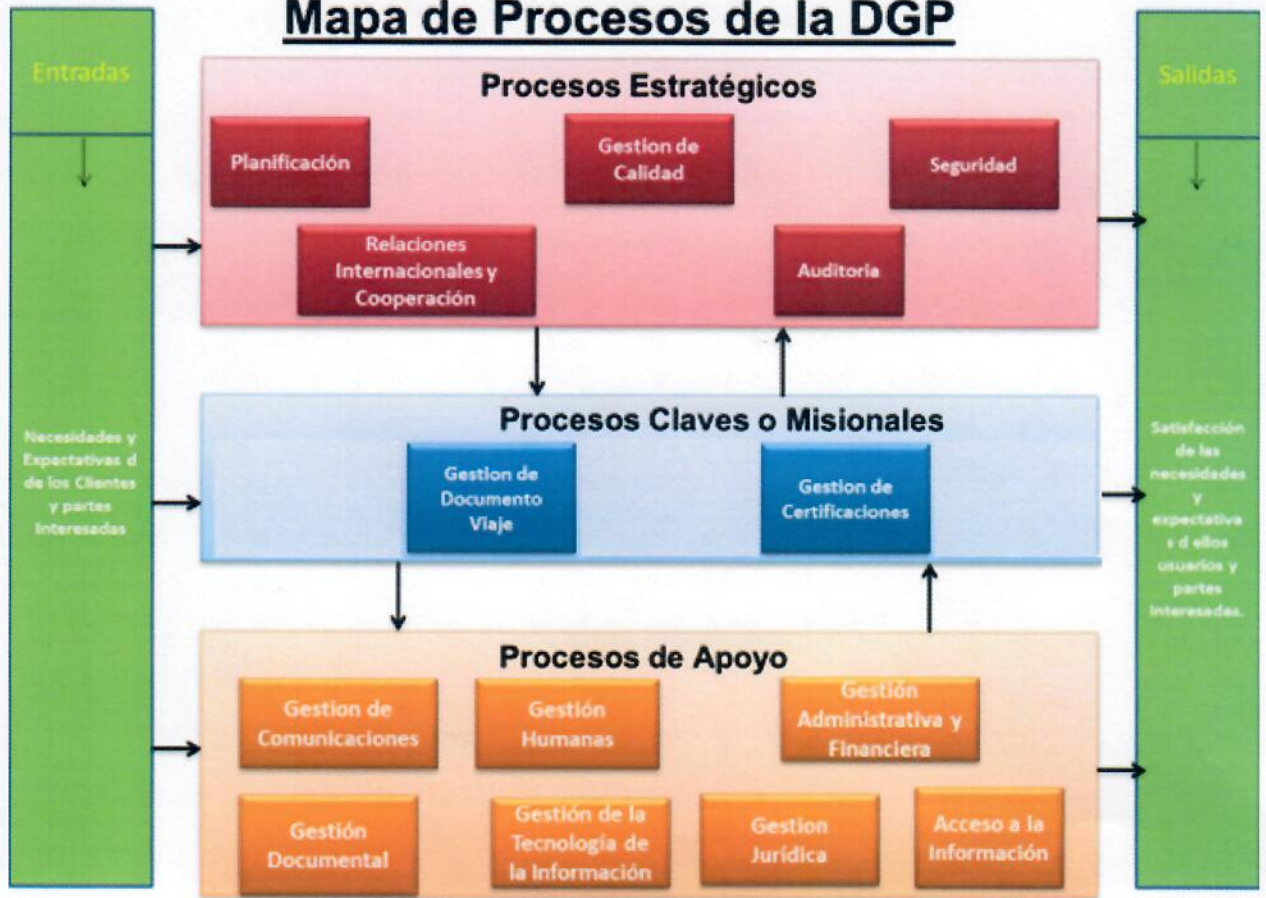 Mapa de Procesos de la DGP
Entradas
Necesidades y
Expectativas d
de los Clientes
y partes
Interesadas
Procesos Estratégicos
Planificación
Gestion de
Calidad
Seguridad
Relaciones
Internacionales y
Cooperación
Auditoria
Procesos Claves o Misionales
Gestion de
Documento
Viaje
Gestion de
Certificaciones
Procesos de Apoyo
Gestion de
Comunicaciones
Gestión
Humanas
Gestión
Administrativa y
Financiera
Gestión
Documental
Gestión de la
Tecnología de
la Información
Gestion
Jurídica
Acceso a la
Información
Salidas
Satisfacción
de las
necesidades
y
expectativa
s d ellos
usuarios y
partes
Interesadas.